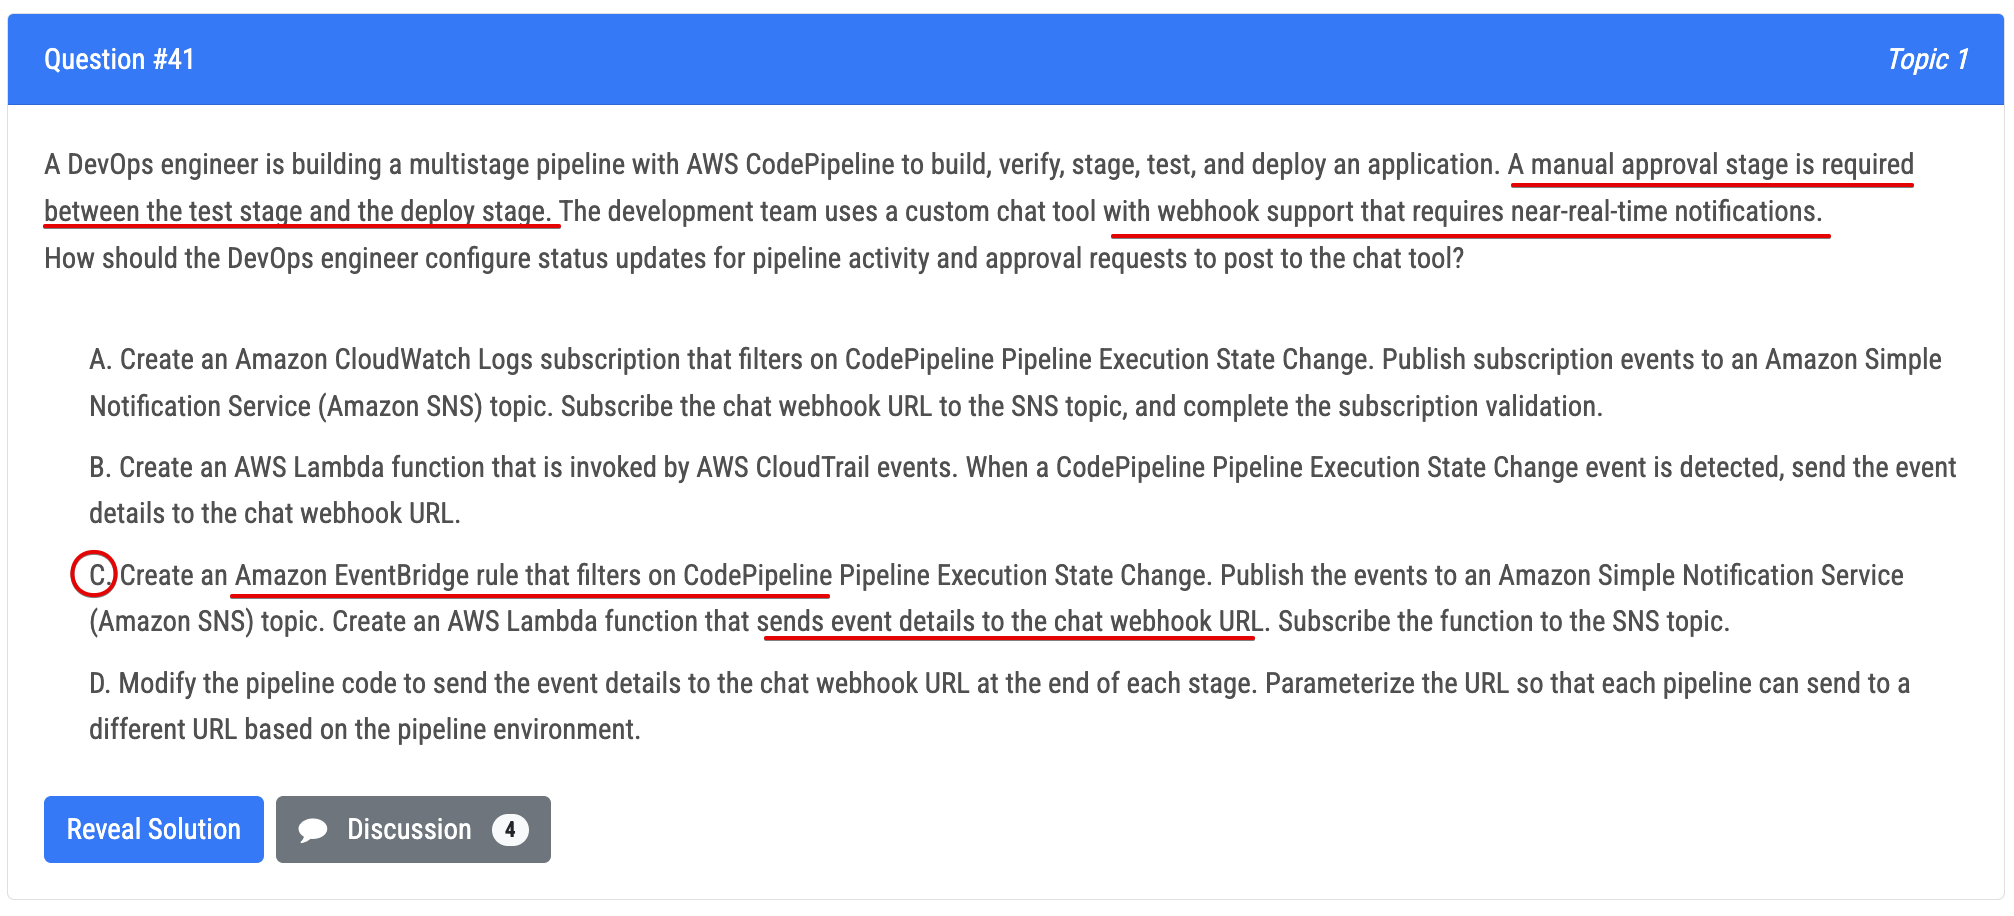 Question #41
Topic 1
A DevOps engineer is building a multistage pipeline with AWS CodePipeline to build, verify, stage, test, and deploy an application. A manual approval stage is required
between the test stage and the deploy stage. The development team uses a custom chat tool with webhook support that requires near-real-time notifications.
How should the DevOps engineer configure status updates for pipeline activity and approval requests to post to the chat tool?
A. Create an Amazon CloudWatch Logs subscription that filters on CodePipeline Pipeline Execution State Change. Publish subscription events to an Amazon Simple
Notification Service (Amazon SNS) topic. Subscribe the chat webhook URL to the SNS topic, and complete the subscription validation.
B. Create an AWS Lambda function that is invoked by AWS CloudTrail events. When a CodePipeline Pipeline Execution State Change event is detected, send the event
details to the chat webhook URL.
C. Create an Amazon EventBridge rule that filters on CodePipeline Pipeline Execution State Change. Publish the events to an Amazon Simple Notification Service
(Amazon SNS) topic. Create an AWS Lambda function that sends event details to the chat webhook URL. Subscribe the function to the SNS topic.
D. Modify the pipeline code to send the event details to the chat webhook URL at the end of each stage. Parameterize the URL so that each pipeline can send to a
different URL based on the pipeline environment.
Reveal Solution
Discussion 4